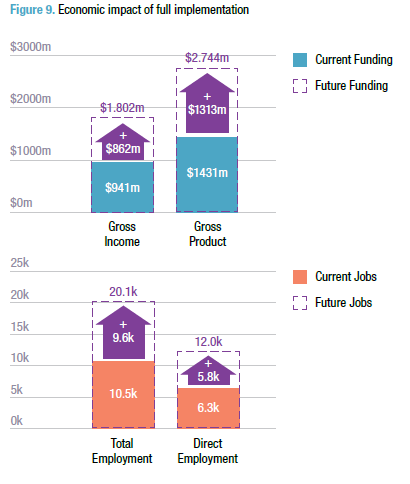 Figure 9. Economic impact of full implementation
$3000m
$2000m
$1000m
$0m
$2.744m
$1.802m
+
$1313m
+
$862m
$1431m
$941m
Gross
Income
Gross
Product
Current Funding
Future Funding
25k
20k
15k
10k
5k
0k
20.1k
+
9.6k
12.0k
+
5.8k
10.5k
6.3k
Total
Employment
Direct
Employment
Current Jobs
Future Jobs